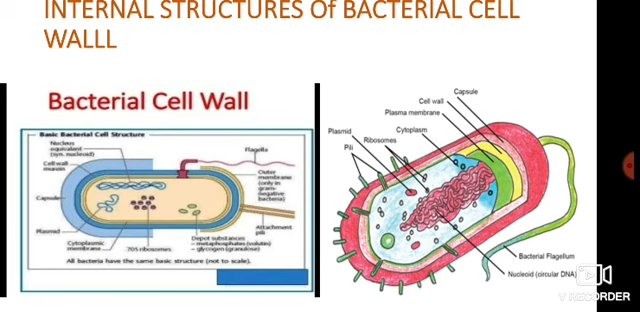 INTERNAL STRUCTURES Of BACTERIAL CELL
WALLL
Bacterial Cell Wall
Basic Bacterial Cell Structure
Nucleus
equivalent
(syn. nucleoid)
Cell wall
murein
Capsule
Plasmid
Cytoplasmic
membrane
70S ribosomes
Flagella
Outer
membrane
(only in
gram-
negative
bacteria)
Attachment
pili
Depot substances
- metaphosphates (volutin)
- glycogen (granulose)
All bacteria have the same basic structure (not to scale).
Capsule
Cell wall
Plasma membrane
Cytoplasm
Ribosomes
Plasmid
Pili
Bacterial Flagellum
Nucleoid (circular DNA)
V RECORDER